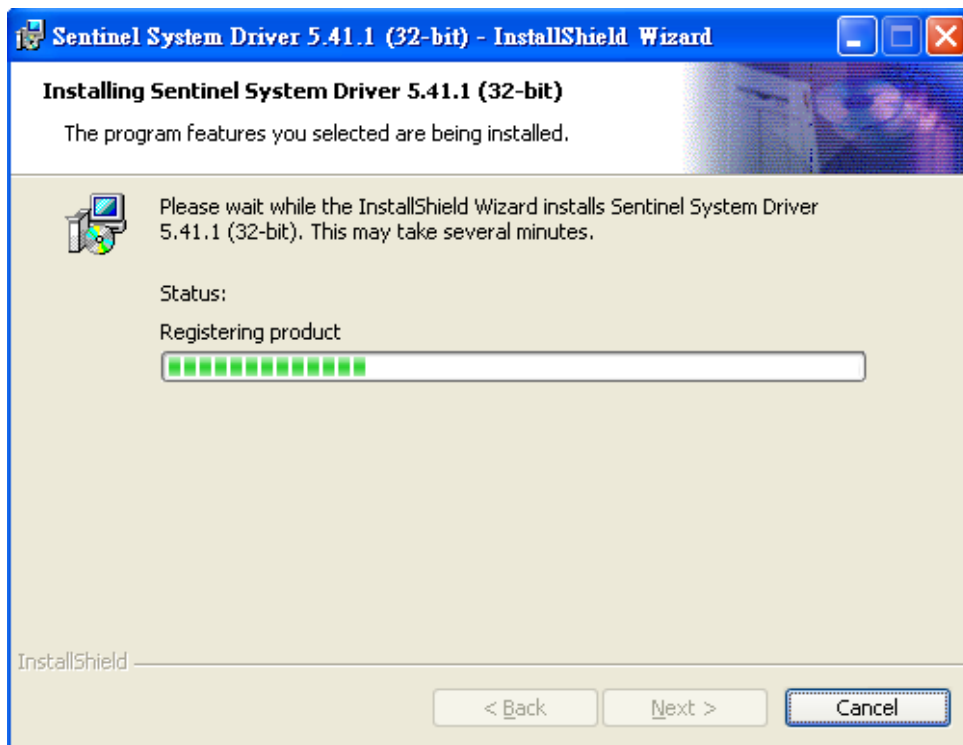 Sentinel System Driver 5.41.1 (32-bit) - InstallShield Wizard
Installing Sentinel System Driver 5.41.1 (32-bit)
The program features you selected are being installed.
Please wait while the InstallShield Wizard installs Sentinel System Driver
5.41.1 (32-bit). This may take several minutes.
Status:
Registering product
InstallShield
< Back
Next >
Cancel